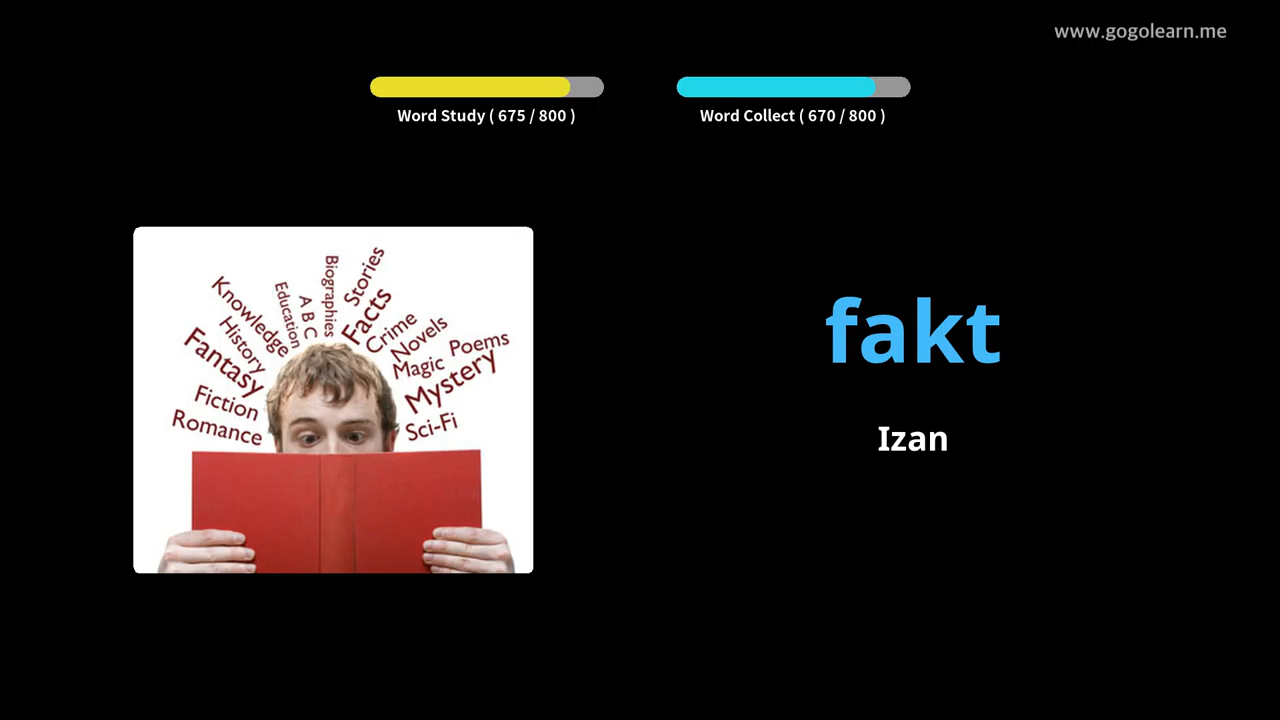 www.gogolearn.me
Word Study ( 675 / 800 )
Word Collect ( 670 / 800 )
Knowledge
Education
A B C
Biographies
Stories
Facts
History
Crime
Novels
Poems
Fantasy
Magic
Mystery
Fiction
Romance
Sci-Fi
fakt
Izan